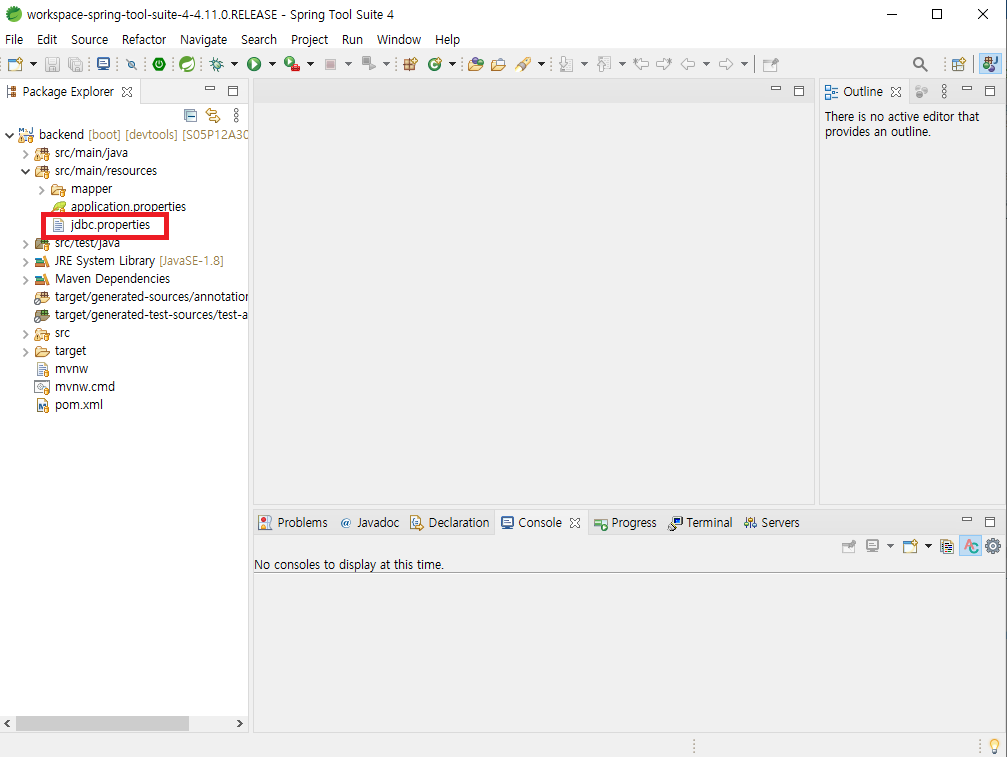 workspace-spring-tool-suite-4-4.11.0.RELEASE - Spring Tool Suite 4
File Edit Source Refactor Navigate Search Project Run Window Help
Package Explorer
backend [boot] [devtools] [S05P12A30
src/main/java
src/main/resources
mapper
application.properties
jdbc.properties
src/test/java
JRE System Library [JavaSE-1.8]
Maven Dependencies
target/generated-sources/annotation
target/generated-test-sources/test-a
src
target
mvnw
mvnw.cmd
pom.xml
Outline
There is no active editor that
provides an outline.
Problems @ Javadoc Declaration Console Progress Terminal Servers
No consoles to display at this time.